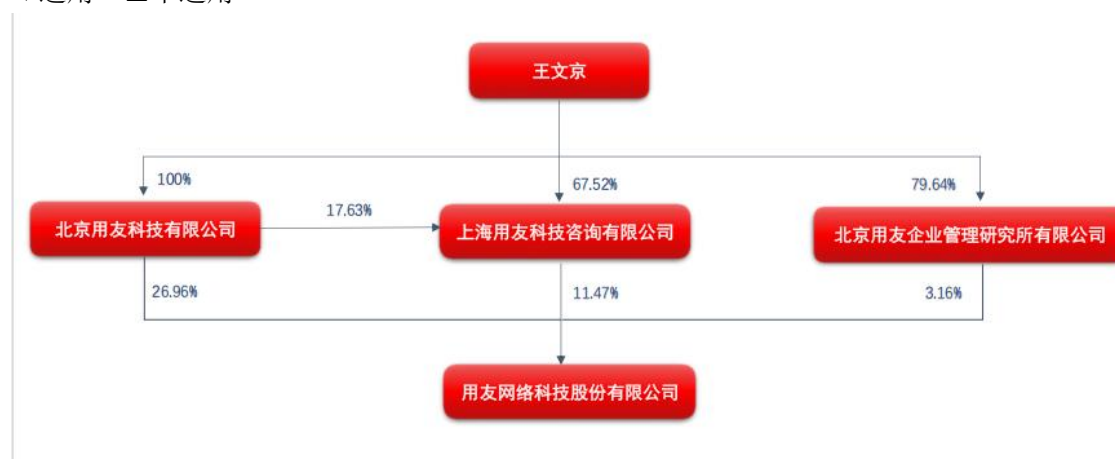 王文京
100%
67.52%
79.64%
北京用友科技有限公司
17.63%
上海用友科技咨询有限公司
北京用友企业管理研究所有限公司
26.96%
11.47%
3.16%
用友网络科技股份有限公司